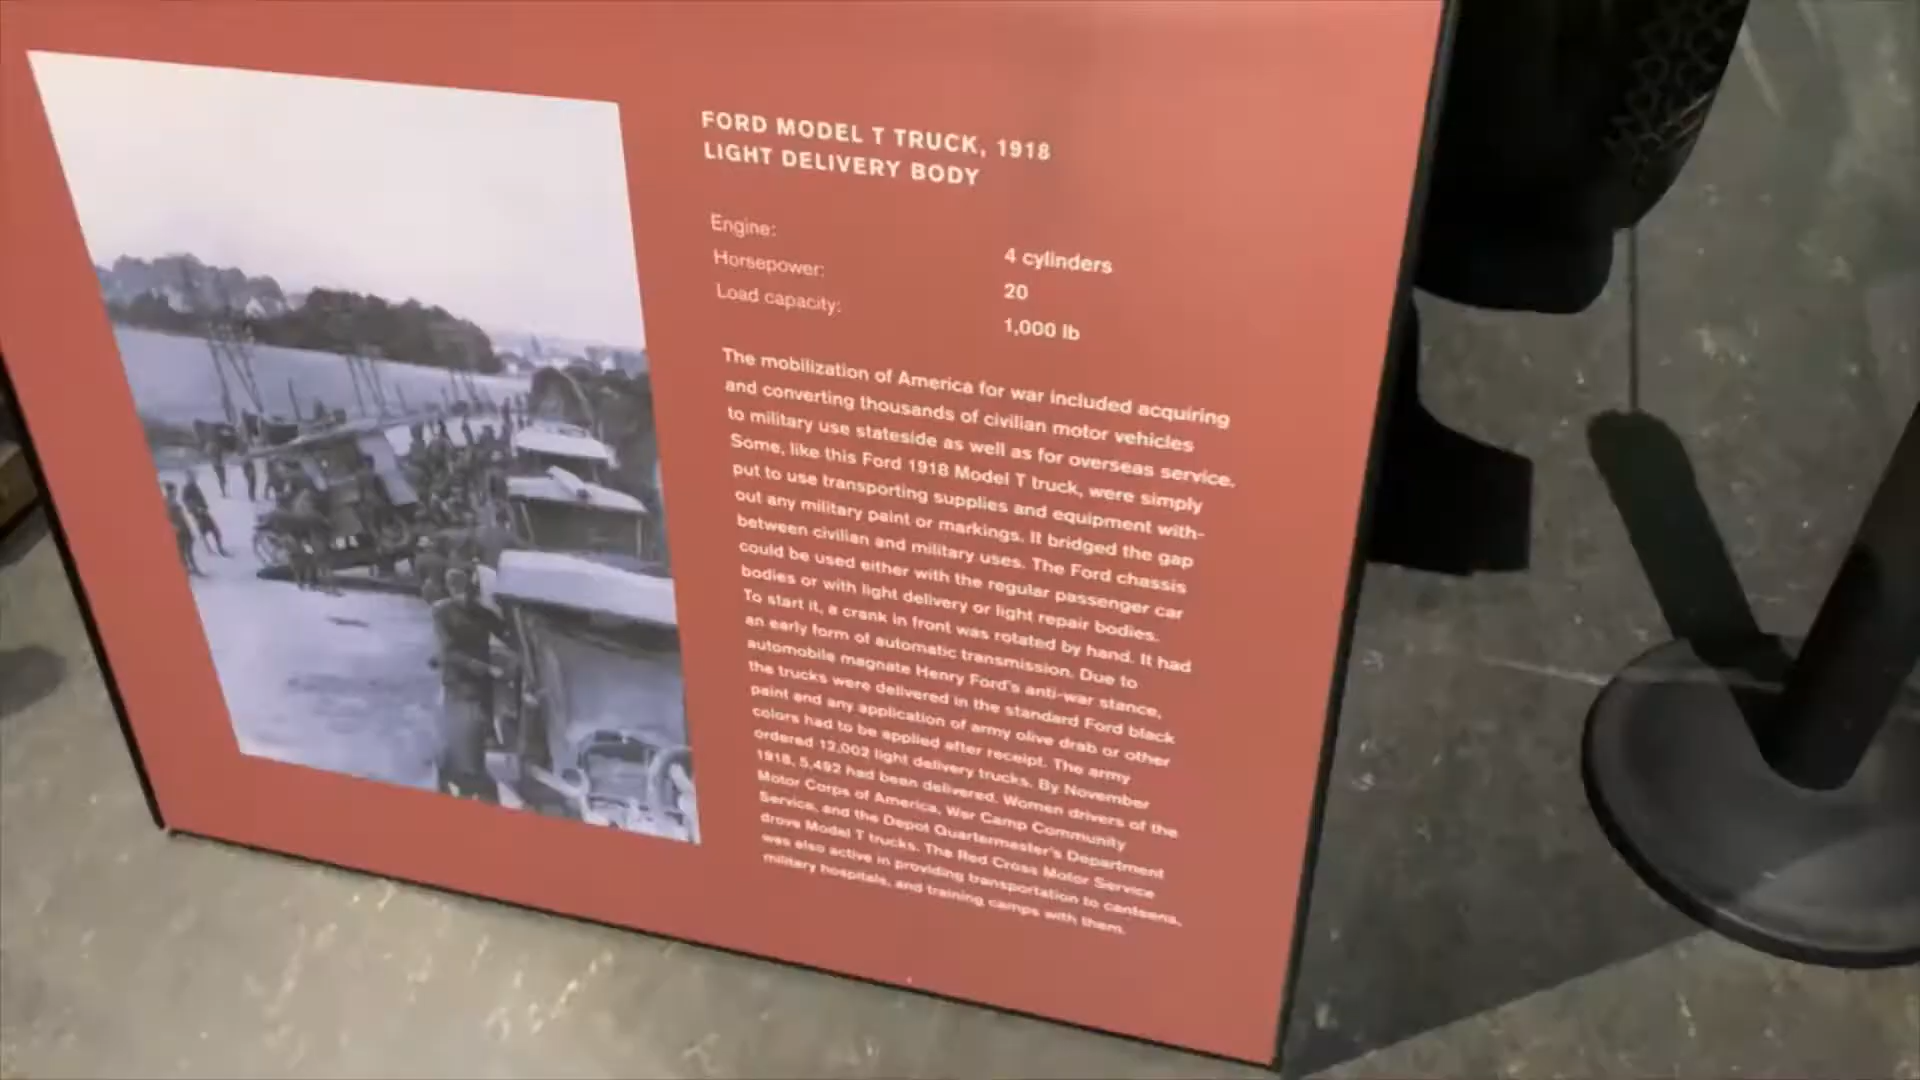 FORD MODEL T TRUCK, 1918
LIGHT DELIVERY BODY
Engine: 4 cylinders
Horsepower: 20
Load capacity: 1,000 lb
The mobilization of America for war included acquiring
and converting thousands of civilian motor vehicles
to military use stateside as well as for overseas service.
Some, like this Ford 1918 Model T truck, were simply
put to use transporting supplies and equipment with-
out any military paint or markings. It bridged the gap
between civilian and military uses. The Ford chassis
could be used either with the regular passenger car
bodies or with light delivery or light repair bodies.
To start it, a crank in front was rotated by hand. It had
an early form of automatic transmission. Due to
automobile magnate Henry Ford's anti-war stance,
the trucks were delivered in the standard Ford black
paint and any application of army olive drab or other
colors had to be applied after receipt. The army
ordered 12,002 light delivery trucks. By November
1918, 5,492 had been delivered. Women drivers of the
Motor Corps of America, War Camp Community
Service, and the Depot Quartermaster's Department
drove Model T trucks. The Red Cross Motor Service
was also active in providing transportation to canteens,
military hospitals, and training camps with them.